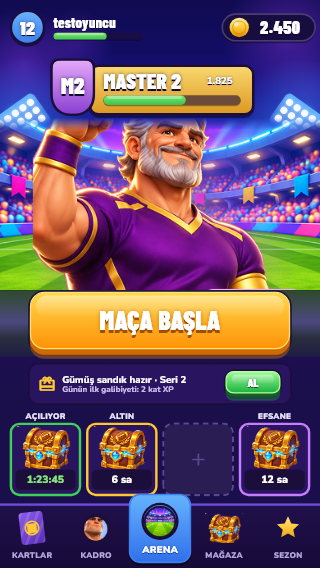 12
testoyuncu
2.450
M2
MASTER 2
1.825
MAÇA BAŞLA
Gümüş sandık hazır · Seri 2
Günün ilk galibiyeti: 2 kat XP
AL
AÇILIYOR
ALTIN
EFSANE
1:23:45
6 sa
+
12 sa
KARTLAR
KADRO
ARENA
MAĞAZA
SEZON